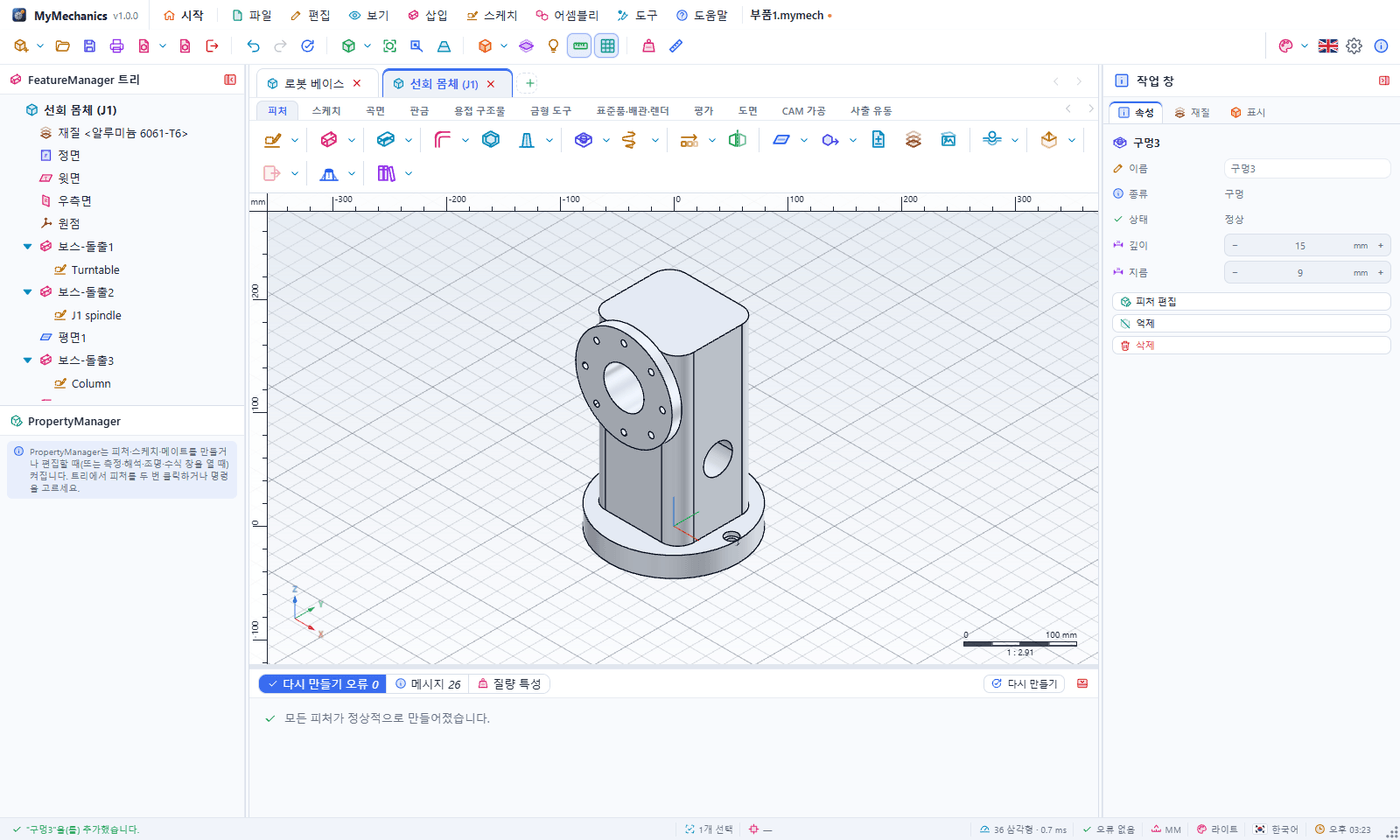 MyMechanics v1.0.0 시작 파일 편집 보기 삽입 스케치 어셈블리 도구 도움말 부품1.mymech
FeatureManager 트리
선회 몸체 (J1)
재질 <알루미늄 6061-T6>
정면
윗면
우측면
원점
보스-돌출1
Turntable
보스-돌출2
J1 spindle
평면1
보스-돌출3
Column
PropertyManager
PropertyManager는 피처·스케치·메이트를 만들거
나 편집할 때(또는 측정·해석·조명·수식 창을 열 때)
켜집니다. 트리에서 피처를 두 번 클릭하거나 명령
을 고르세요.
로봇 베이스 선회 몸체 (J1)
피처 스케치 곡면 판금 용접 구조물 금형 도구 표준품·배관·렌더 평가 도면 CAM 가공 사출 유동
mm -300 -200 -100 0 100 200 300
200
100
0
-100
Z
Y
X
0 100 mm
1 : 2.91
다시 만들기 오류 0 메시지 26 질량 특성 다시 만들기
모든 피처가 정상적으로 만들어졌습니다.
작업 창
속성 재질 표시
구멍3
이름 구멍3
종류 구멍
상태 정상
깊이 − 15 mm +
지름 − 9 mm +
피처 편집
억제
삭제
"구멍3"을(를) 추가했습니다. 1개 선택 — 36 삼각형 · 0.7 ms 오류 없음 MM 라이트 한국어 오후 03:23